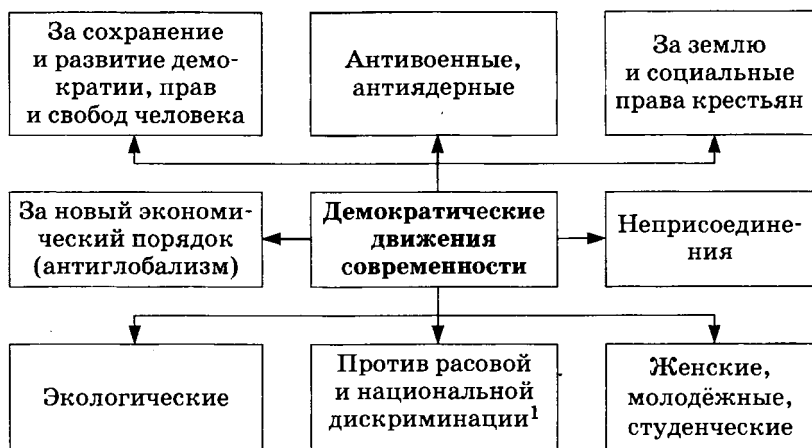 За сохранение
и развитие демо-
кратии, прав
и свобод человека
Антивоенные,
антиядерные
За землю
и социальные
права крестьян
За новый экономи-
ческий порядок
(антиглобализм)
Демократические
движения
современности
Неприсоедине-
ния
Экологические
Против расовой
и национальной
дискриминации¹
Женские,
молодёжные,
студенческие